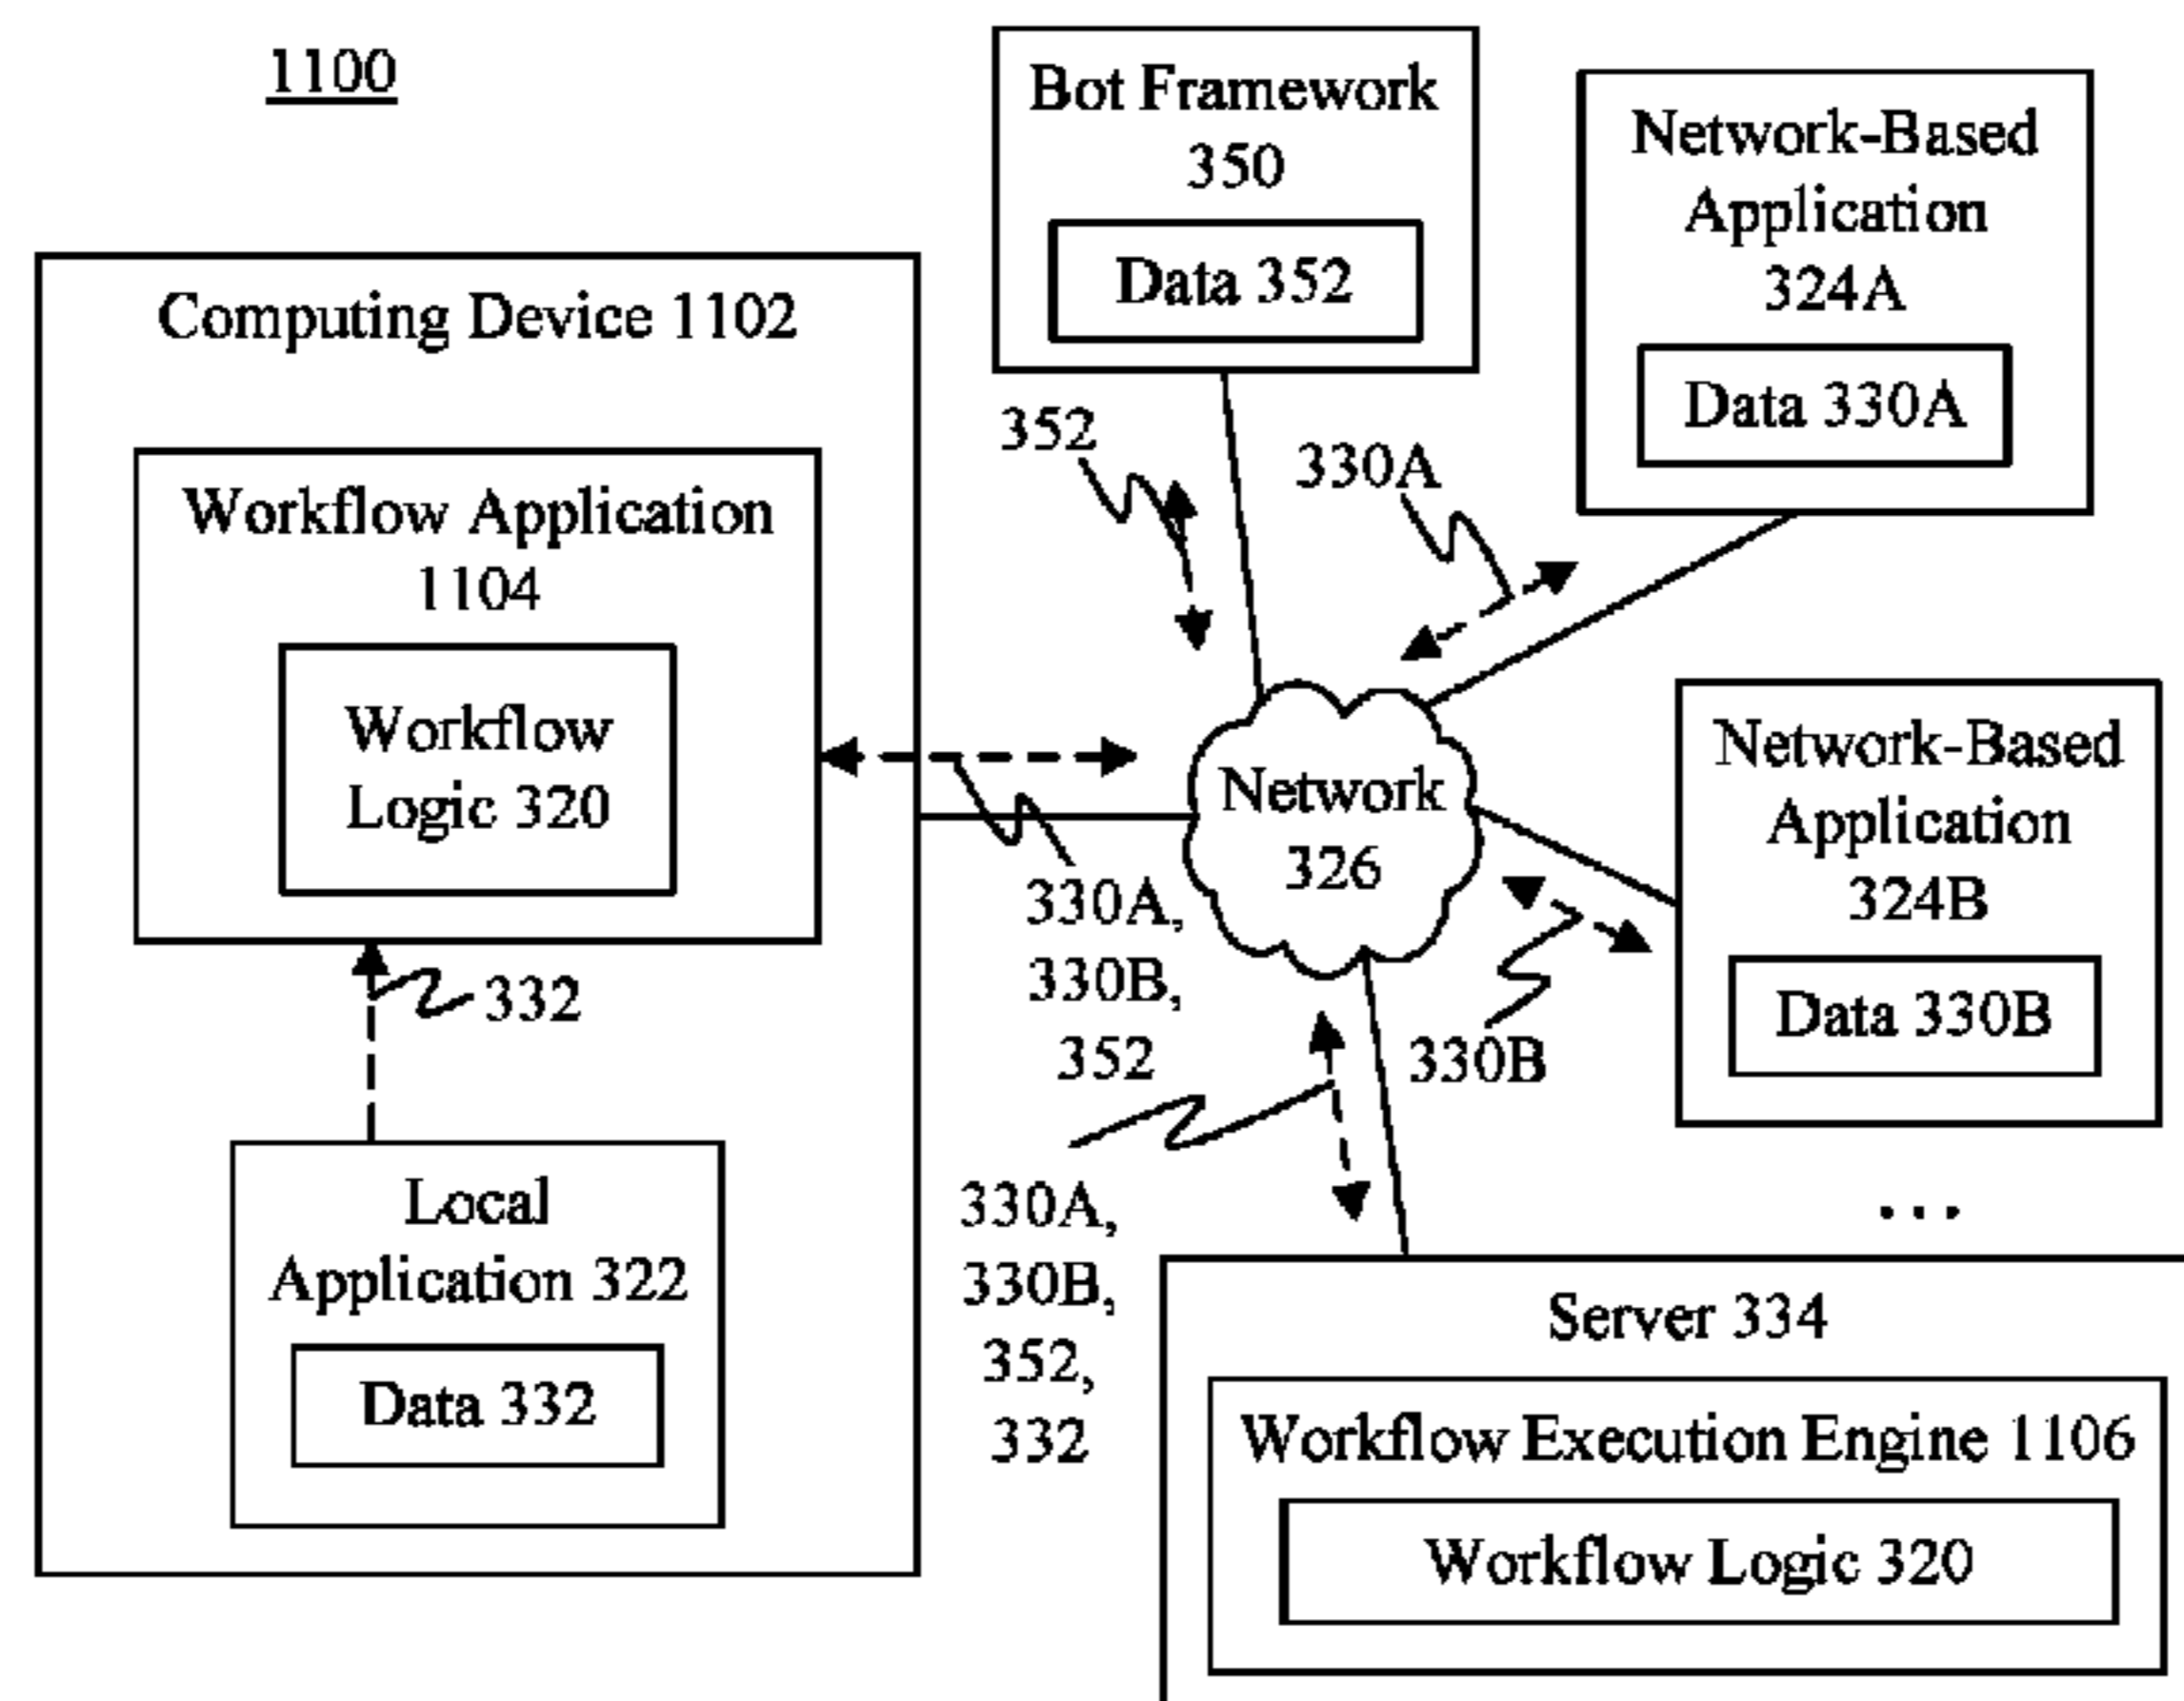 1100
Bot Framework
350
Data 352
Network-Based
Application
324A
Data 330A
Computing Device 1102
Workflow Application
1104
Workflow
Logic 320
332
Local
Application 322
Data 332
352
330A
Network
326
330A,
330B,
352
330B
Network-Based
Application
324B
Data 330B
...
330A,
330B,
352,
332
Server 334
Workflow Execution Engine 1106
Workflow Logic 320